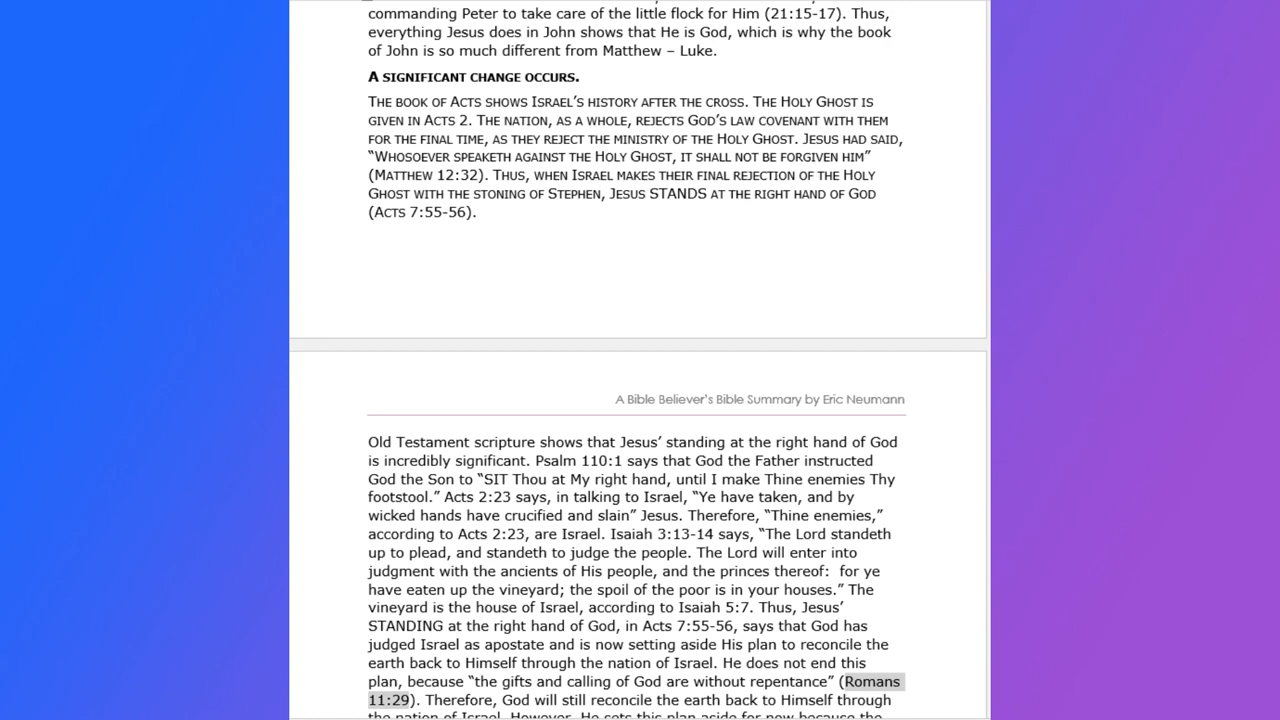 commanding Peter to take care of the little flock for Him (21:15-17). Thus,
everything Jesus does in John shows that He is God, which is why the book
of John is so much different from Matthew – Luke.
A SIGNIFICANT CHANGE OCCURS.
THE BOOK OF ACTS SHOWS ISRAEL’S HISTORY AFTER THE CROSS. THE HOLY GHOST IS
GIVEN IN ACTS 2. THE NATION, AS A WHOLE, REJECTS GOD’S LAW COVENANT WITH THEM
FOR THE FINAL TIME, AS THEY REJECT THE MINISTRY OF THE HOLY GHOST. JESUS HAD SAID,
“WHOSOEVER SPEAKETH AGAINST THE HOLY GHOST, IT SHALL NOT BE FORGIVEN HIM”
(MATTHEW 12:32). THUS, WHEN ISRAEL MAKES THEIR FINAL REJECTION OF THE HOLY
GHOST WITH THE STONING OF STEPHEN, JESUS STANDS AT THE RIGHT HAND OF GOD
(ACTS 7:55-56).
A Bible Believer’s Bible Summary by Eric Neumann
Old Testament scripture shows that Jesus’ standing at the right hand of God
is incredibly significant. Psalm 110:1 says that God the Father instructed
God the Son to “SIT Thou at My right hand, until I make Thine enemies Thy
footstool.” Acts 2:23 says, in talking to Israel, “Ye have taken, and by
wicked hands have crucified and slain” Jesus. Therefore, “Thine enemies,”
according to Acts 2:23, are Israel. Isaiah 3:13-14 says, “The Lord standeth
up to plead, and standeth to judge the people. The Lord will enter into
judgment with the ancients of His people, and the princes thereof:  for ye
have eaten up the vineyard; the spoil of the poor is in your houses.” The
vineyard is the house of Israel, according to Isaiah 5:7. Thus, Jesus’
STANDING at the right hand of God, in Acts 7:55-56, says that God has
judged Israel as apostate and is now setting aside His plan to reconcile the
earth back to Himself through the nation of Israel. He does not end this
plan, because “the gifts and calling of God are without repentance” (Romans
11:29). Therefore, God will still reconcile the earth back to Himself through
the nation of Israel. However, He sets this plan aside for now because the